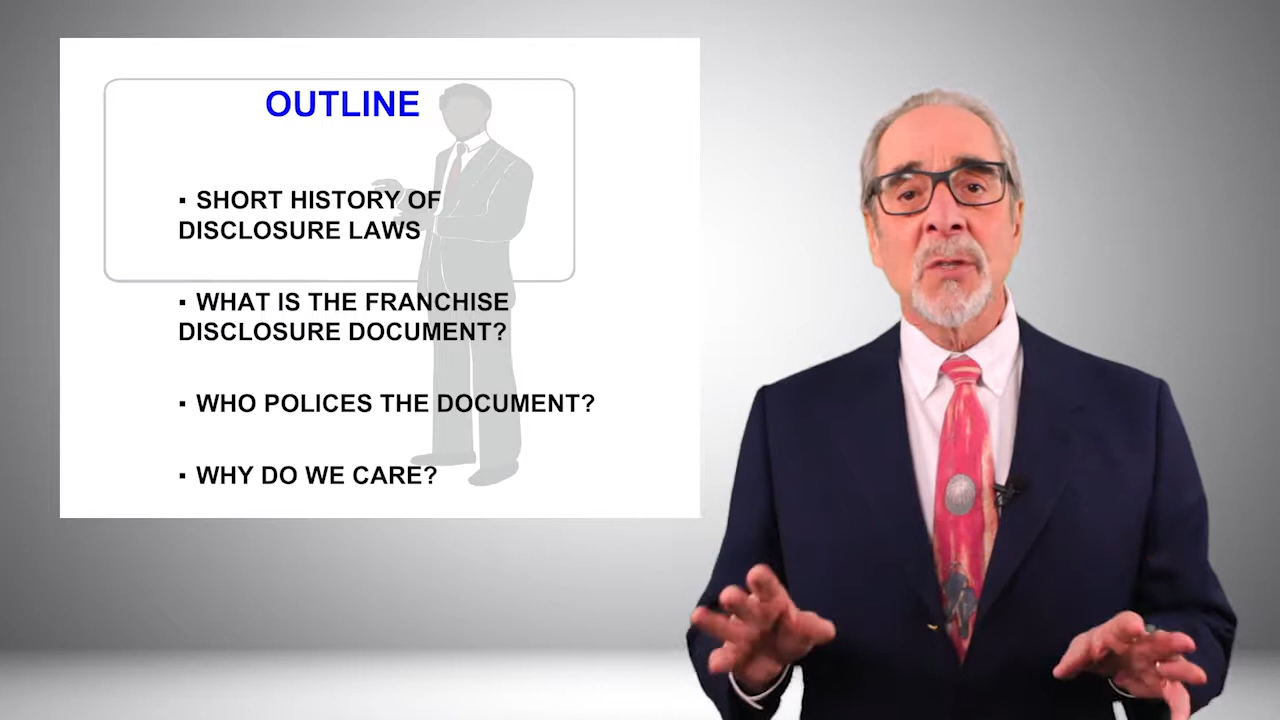 OUTLINE
▪ SHORT HISTORY OF
DISCLOSURE LAWS
▪ WHAT IS THE FRANCHISE
DISCLOSURE DOCUMENT?
▪ WHO POLICES THE DOCUMENT?
▪ WHY DO WE CARE?